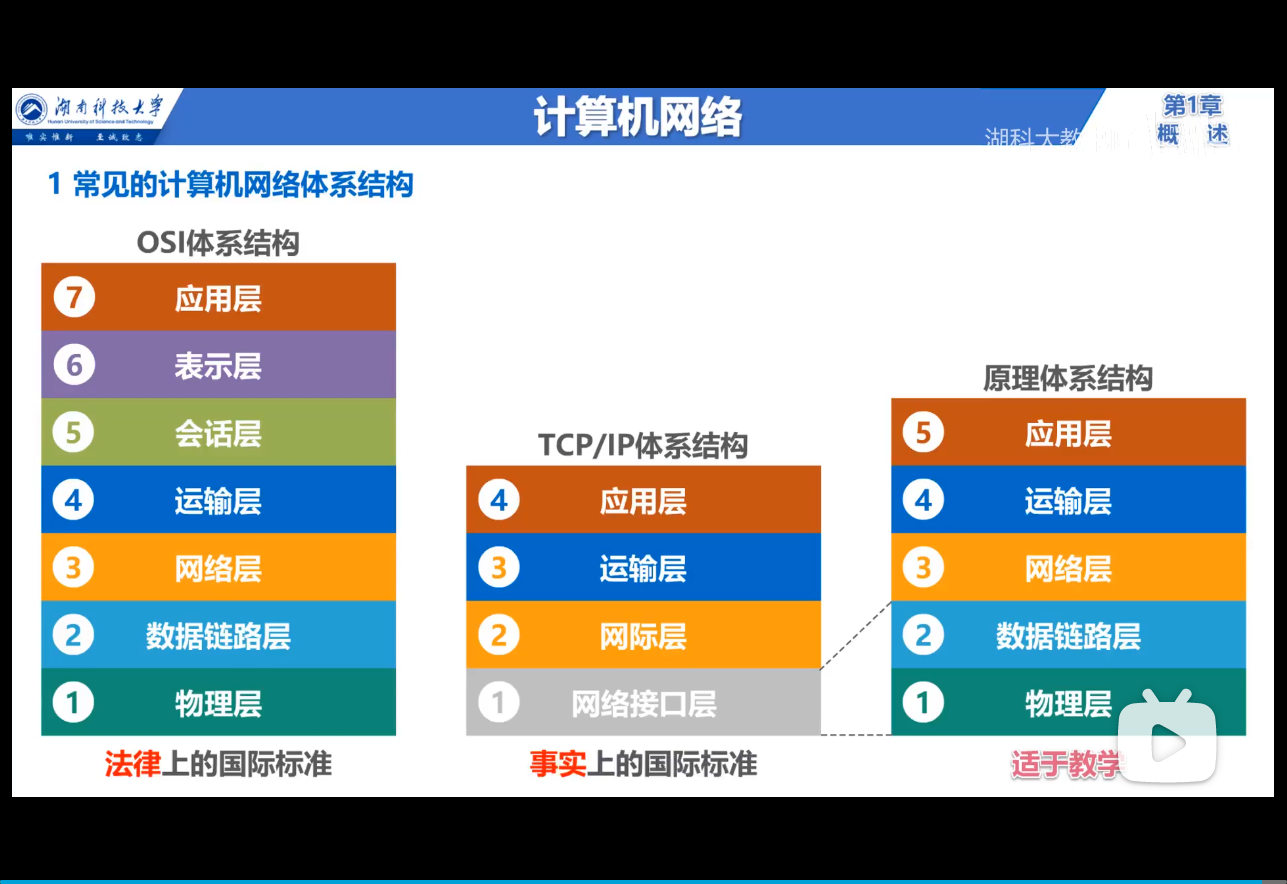 湖南科技大学
Hunan University of Science and Technology
唯实惟新 至诚致志
计算机网络
湖科大教
第1章
概 述
1 常见的计算机网络体系结构
OSI体系结构
7 应用层
6 表示层
5 会话层
4 运输层
3 网络层
2 数据链路层
1 物理层
法律上的国际标准
TCP/IP体系结构
4 应用层
3 运输层
2 网际层
1 网络接口层
事实上的国际标准
原理体系结构
5 应用层
4 运输层
3 网络层
2 数据链路层
1 物理层
适于教学